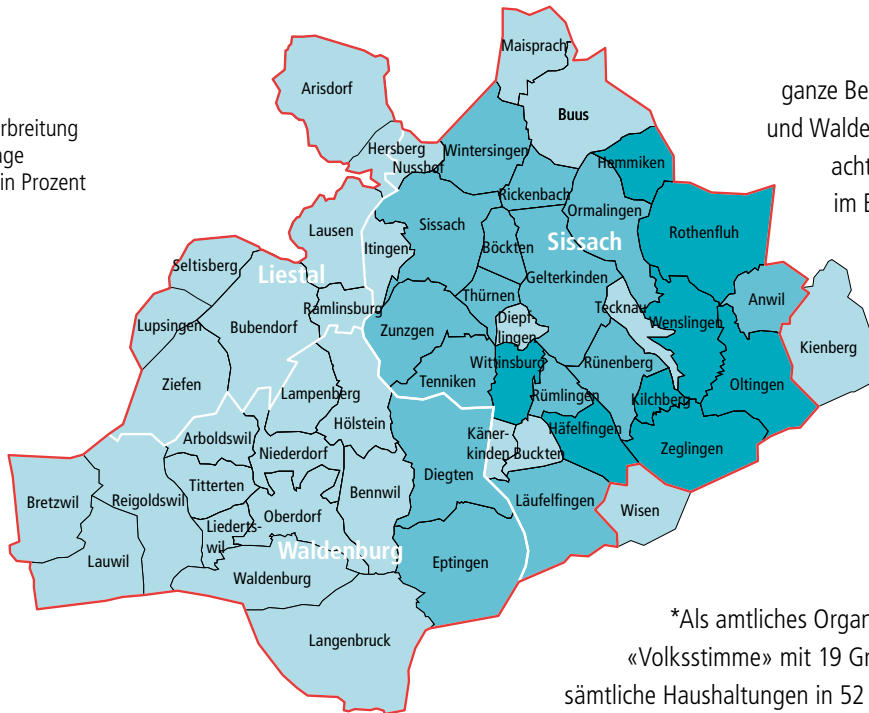 rbreitung
age
in Prozent
ganze Be
und Walde
acht
im E
Maisprach
Arisdorf
Buus
Hersberg
Nusshof
Wintersingen
Hemmiken
Rickenbach
Ormalingen
Lausen
Itingen
Sissach
Böckten
Sissach
Rothenfluh
Seltisberg
Liestal
Gelterkinden
Ramlinsburg
Thürnen
Tecknau
Anwil
Lupsingen
Bubendorf
Zunzgen
Diepf-
lingen
Wenslingen
Kienberg
Ziefen
Lampenberg
Tenniken
Wittinsburg
Rünenberg
Oltingen
Rümlingen
Kilchberg
Hölstein
Arboldswil
Käner-
kinden
Häfelfingen
Niederdorf
Buckten
Zeglingen
Titterten
Diegten
Bretzwil
Reigoldswil
Bennwil
Läufelfingen
Oberdorf
Wisen
Liederts-
wil
Lauwil
Waldenburg
Eptingen
Waldenburg
Langenbruck
*Als amtliches Organ
«Volksstimme» mit 19 Gr
sämtliche Haushaltungen in 52